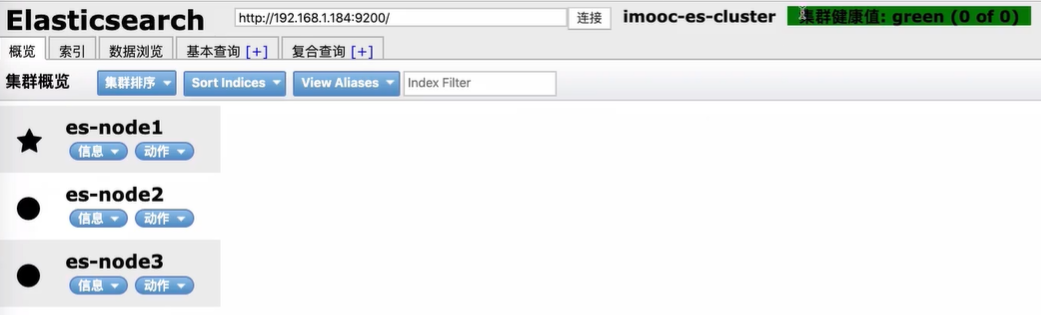 Elasticsearch http://192.168.1.184:9200/ 连接 imooc-es-cluster 集群健康值: green (0 of 0)
概览 索引 数据浏览 基本查询 [+] 复合查询 [+]
集群概览 集群排序 Sort Indices View Aliases Index Filter
es-node1
信息 动作
es-node2
信息 动作
es-node3
信息 动作